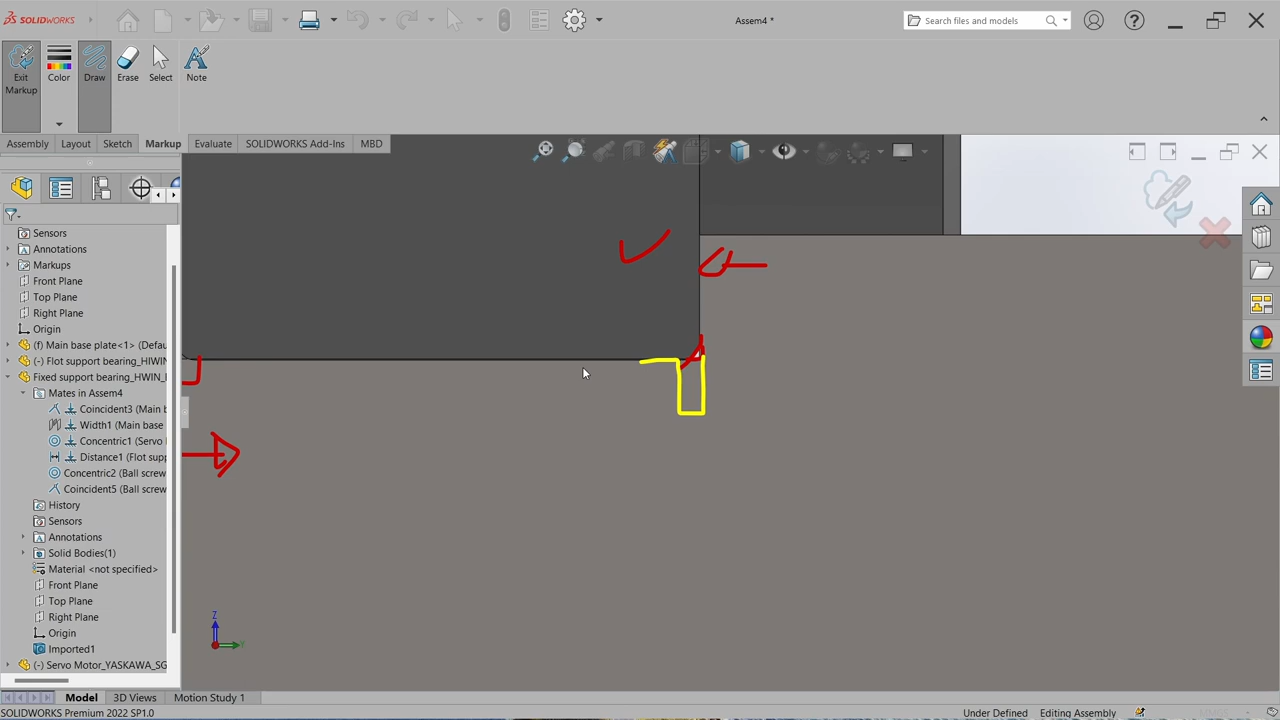 SOLIDWORKS
Assem4 *
Search files and models
Exit
Markup
Color
Draw
Erase
Select
Note
Assembly
Layout
Sketch
Markup
Evaluate
SOLIDWORKS Add-Ins
MBD
Sensors
Annotations
Markups
Front Plane
Top Plane
Right Plane
Origin
(f) Main base plate<1> (Defau
(-) Flot support bearing_HIWIN
Fixed support bearing_HIWIN_
Mates in Assem4
Coincident3 (Main b
Width1 (Main base
Concentric1 (Servo
Distance1 (Flot supp
Concentric2 (Ball screw
Coincident5 (Ball screw
History
Sensors
Annotations
Solid Bodies(1)
Material <not specified>
Front Plane
Top Plane
Right Plane
Origin
Imported1
(-) Servo Motor_YASKAWA_SG
Z
Y
Model
3D Views
Motion Study 1
SOLIDWORKS Premium 2022 SP1.0
Under Defined
Editing Assembly
MMGS